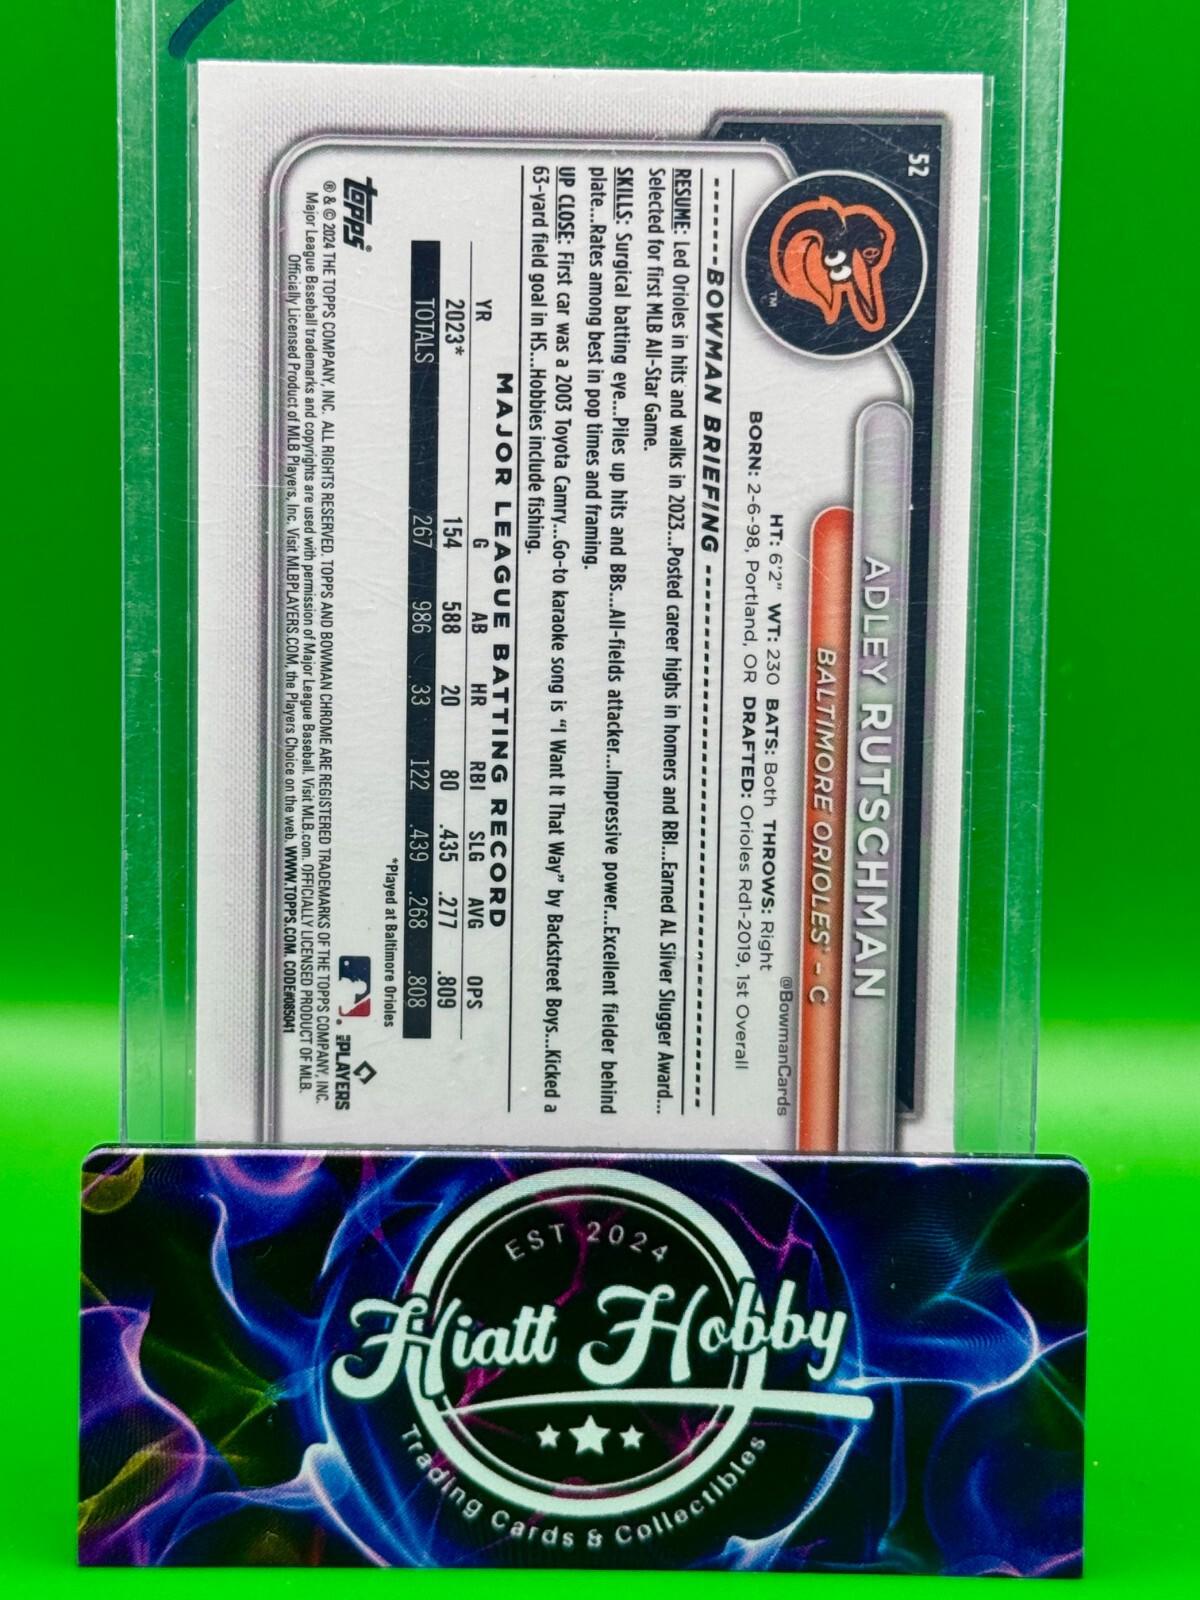 52
ADLEY RUTSCHMAN
BALTIMORE ORIOLES® - C
@BowmanCards
HT: 6'2" WT: 230 BATS: Both THROWS: Right
BORN: 2-6-98, Portland, OR DRAFTED: Orioles Rd1-2019, 1st Overall
TM
------BOWMAN BRIEFING------
RESUME: Led Orioles in hits and walks in 2023...Posted career highs in homers and RBI...Earned AL Silver Slugger Award...
Selected for first MLB All-Star Game.
SKILLS: Surgical batting eye...Piles up hits and BBs...All-fields attacker...Impressive power...Excellent fielder behind
plate...Rates among best in pop times and framing.
UP CLOSE: First car was a 2003 Toyota Camry...Go-to karaoke song is "I Want It That Way" by Backstreet Boys...Kicked a
63-yard field goal in HS...Hobbies include fishing.
MAJOR LEAGUE BATTING RECORD
YR G AB HR RBI SLG AVG OPS
2023* 154 588 20 80 .435 .277 .809
TOTALS 267 986 33 122 .439 .268 .808
*Played at Baltimore Orioles
topps®
MLB PLAYERS
® & © 2024 THE TOPPS COMPANY, INC. ALL RIGHTS RESERVED. TOPPS AND BOWMAN CHROME ARE REGISTERED TRADEMARKS OF THE TOPPS COMPANY, INC.
Major League Baseball trademarks and copyrights are used with permission of Major League Baseball. Visit MLB.com. OFFICIALLY LICENSED PRODUCT OF MLB.
Officially Licensed Product of MLB Players, Inc. Visit MLBPLAYERS.COM, the Players Choice on the web. WWW.TOPPS.COM. CODE#085041
EST 2024
Hiatt Hobby
Trading Cards & Collectibles